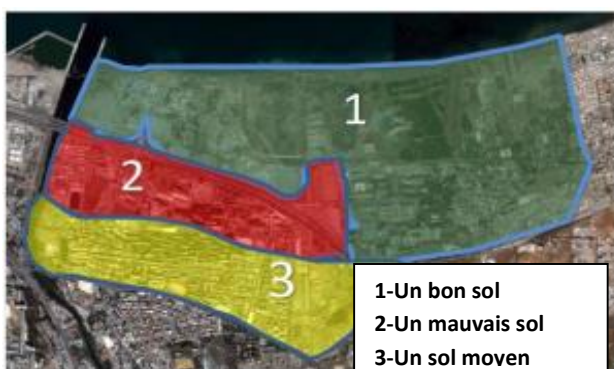 1
2
3
1-Un bon sol
2-Un mauvais sol
3-Un sol moyen